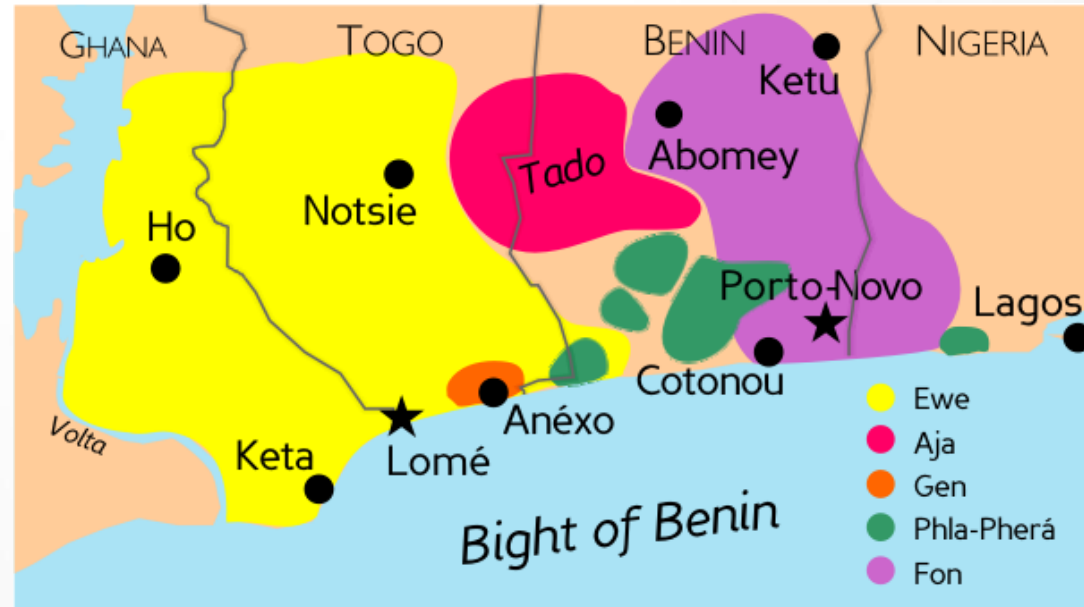 GHANA
TOGO
BENIN
NIGERIA
Ketu
Abomey
Tado
Notsie
Ho
Porto-Novo
Lagos
Cotonou
Anéxo
Volta
Keta
Lomé
Bight of Benin
Ewe
Aja
Gen
Phla-Pherá
Fon